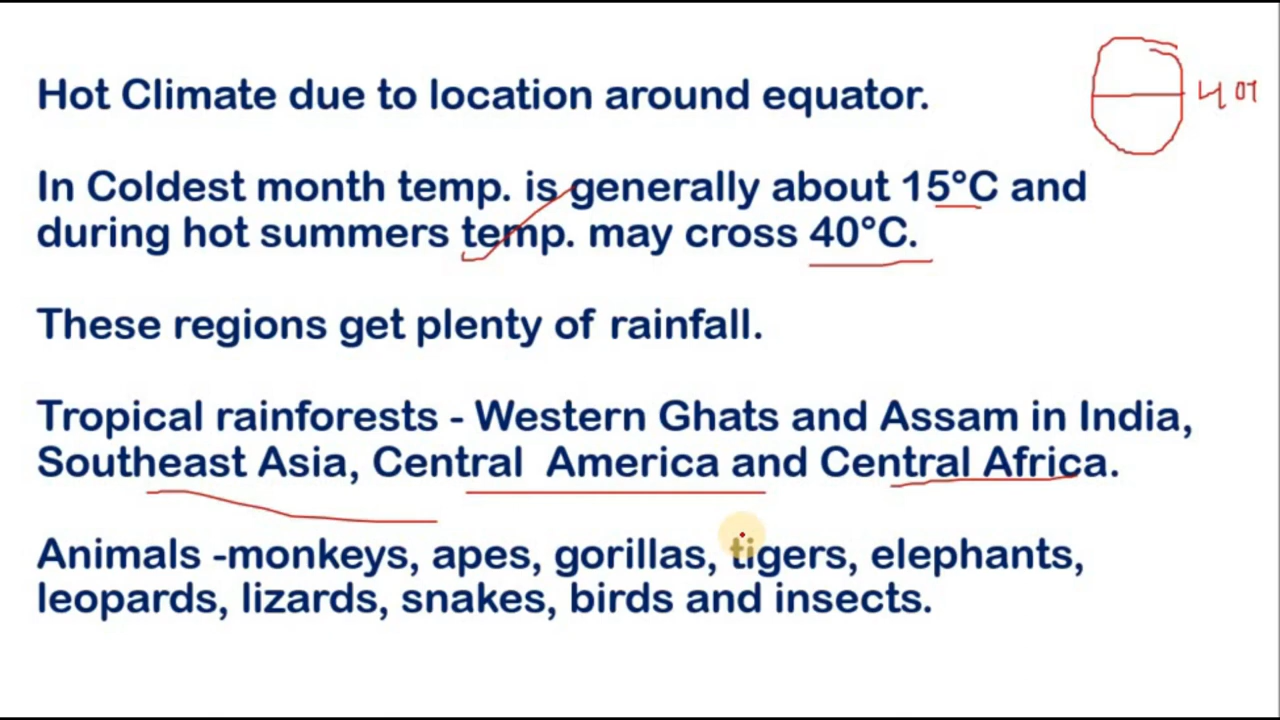 Hot Climate due to location around equator.
HOT
In Coldest month temp. is generally about 15°C and
during hot summers temp. may cross 40°C.
These regions get plenty of rainfall.
Tropical rainforests - Western Ghats and Assam in India,
Southeast Asia, Central America and Central Africa.
Animals -monkeys, apes, gorillas, tigers, elephants,
leopards, lizards, snakes, birds and insects.